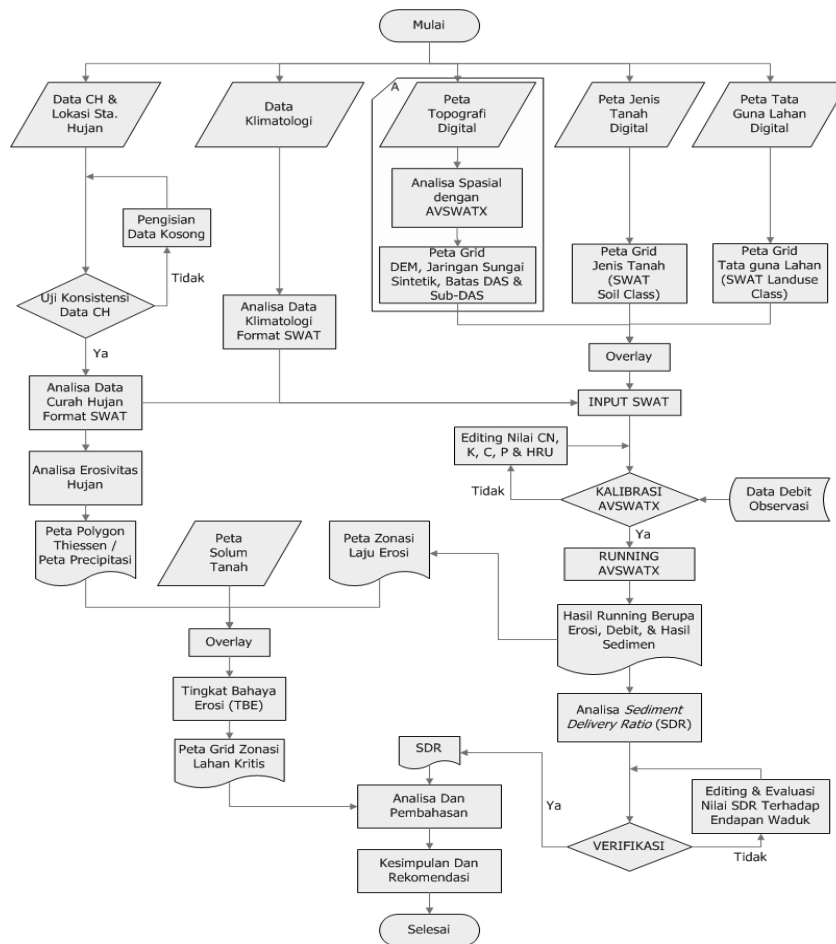 Mulai
Data CH &
Lokasi Sta.
Hujan
Data
Klimatologi
A
Peta
Topografi
Digital
Peta Jenis
Tanah
Digital
Peta Tata
Guna Lahan
Digital
Analisa Spasial
dengan
AVSWATX
Pengisian
Data Kosong
Tidak
Peta Grid
DEM, Jaringan Sungai
Sintetik, Batas DAS &
Sub-DAS
Peta Grid
Jenis Tanah
(SWAT
Soil Class)
Peta Grid
Tata guna Lahan
(SWAT Landuse
Class)
Uji Konsistensi
Data CH
Ya
Analisa Data
Klimatologi
Format SWAT
Overlay
Analisa Data
Curah Hujan
Format SWAT
INPUT SWAT
Editing Nilai CN,
K, C, P & HRU
Analisa Erosivitas
Hujan
Tidak
KALIBRASI
AVSWATX
Data Debit
Observasi
Ya
Peta Polygon
Thiessen /
Peta Precipitasi
Peta
Solum
Tanah
Peta Zonasi
Laju Erosi
RUNNING
AVSWATX
Hasil Running Berupa
Erosi, Debit, & Hasil
Sedimen
Overlay
Tingkat Bahaya
Erosi (TBE)
Analisa Sediment
Delivery Ratio (SDR)
Peta Grid Zonasi
Lahan Kritis
SDR
Editing & Evaluasi
Nilai SDR Terhadap
Endapan Waduk
Ya
Analisa Dan
Pembahasan
VERIFIKASI
Tidak
Kesimpulan Dan
Rekomendasi
Selesai